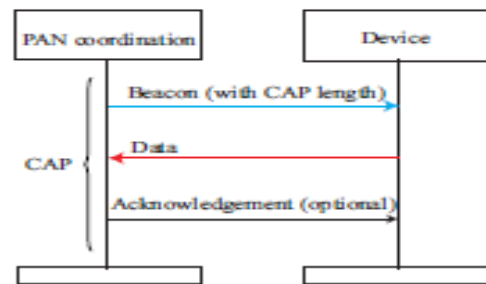 PAN coordination
Device
Beacon (with CAP length)
Data
CAP
Acknowledgement (optional)